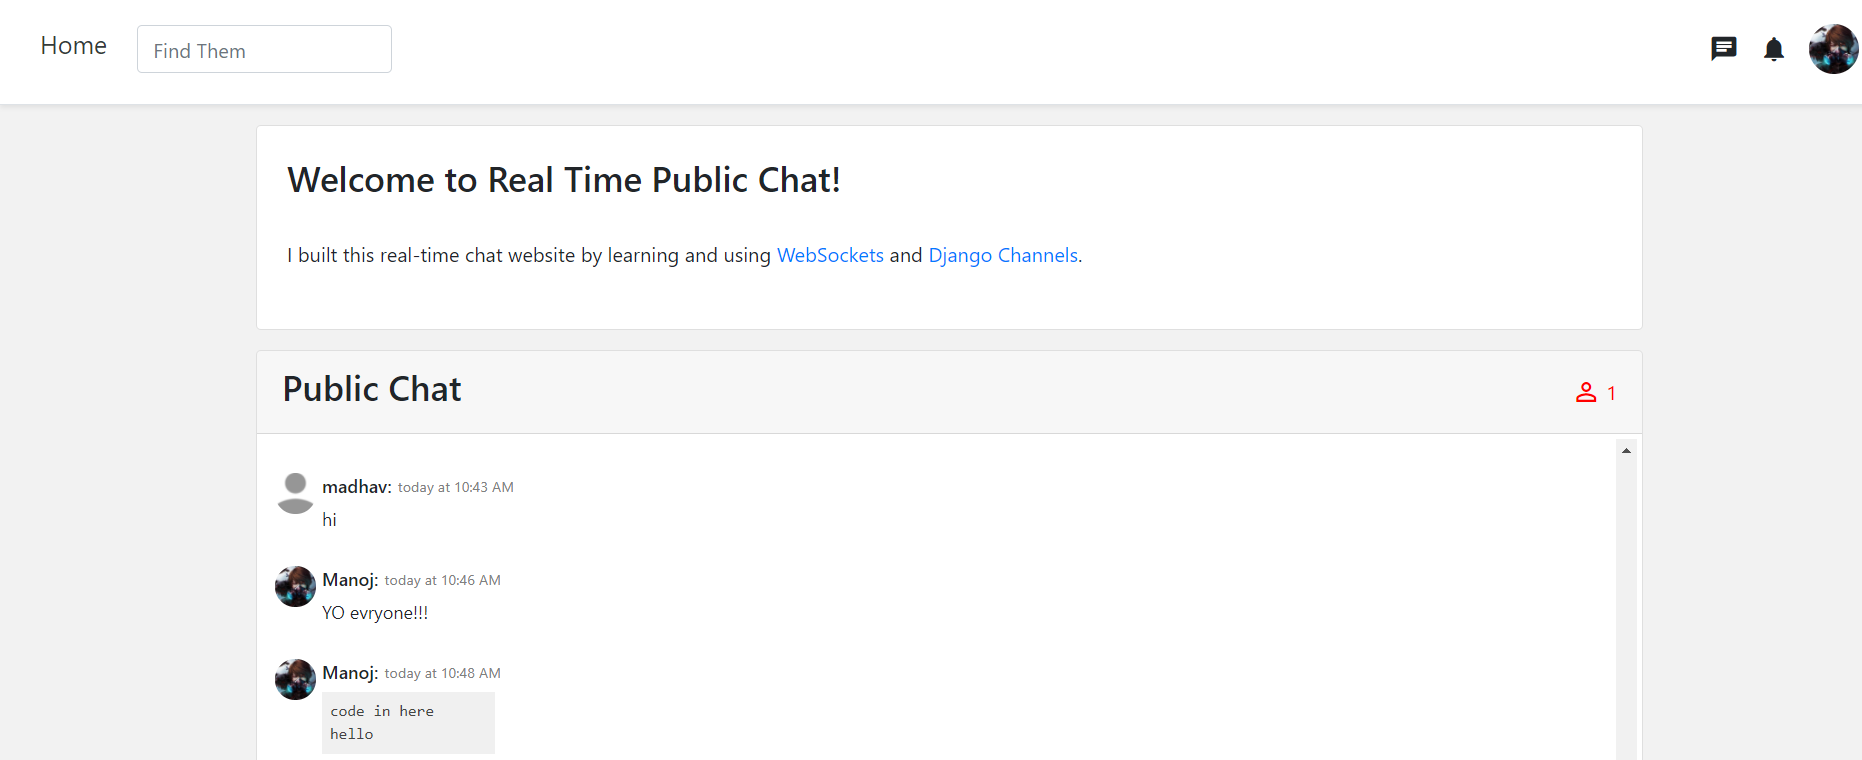 Home
Find Them
Welcome to Real Time Public Chat!
I built this real-time chat website by learning and using WebSockets and Django Channels.
Public Chat
1
madhav: today at 10:43 AM
hi
Manoj: today at 10:46 AM
YO evryone!!!
Manoj: today at 10:48 AM
code in here
hello